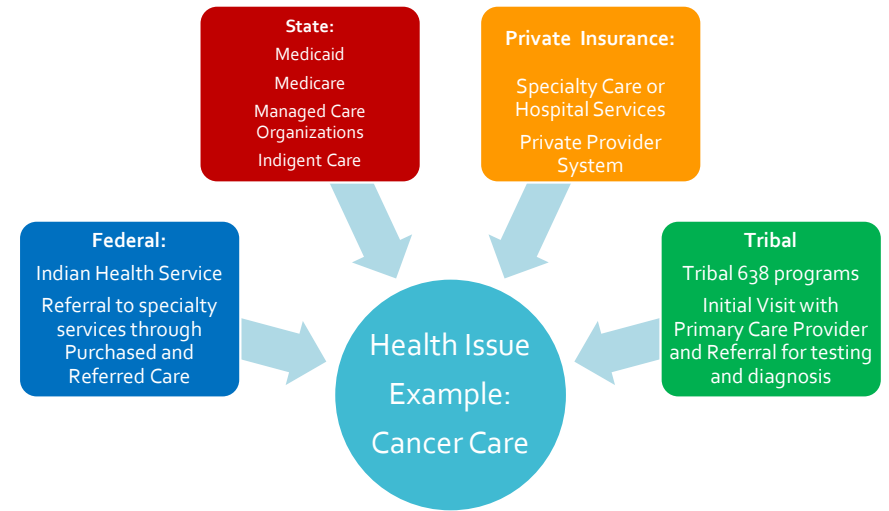 State:
Medicaid
Medicare
Managed Care
Organizations
Indigent Care
Private Insurance:
Specialty Care or
Hospital Services
Private Provider
System
Federal:
Indian Health Service
Referral to specialty
services through
Purchased and
Referred Care
Tribal
Tribal 638 programs
Initial Visit with
Primary Care Provider
and Referral for testing
and diagnosis
Health Issue
Example:
Cancer Care